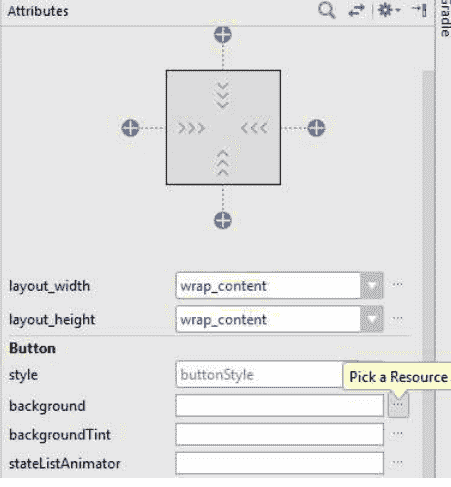 Attributes
Gradle
layout_width wrap_content
layout_height wrap_content
Button
style buttonStyle
Pick a Resource
background
backgroundTint
stateListAnimator